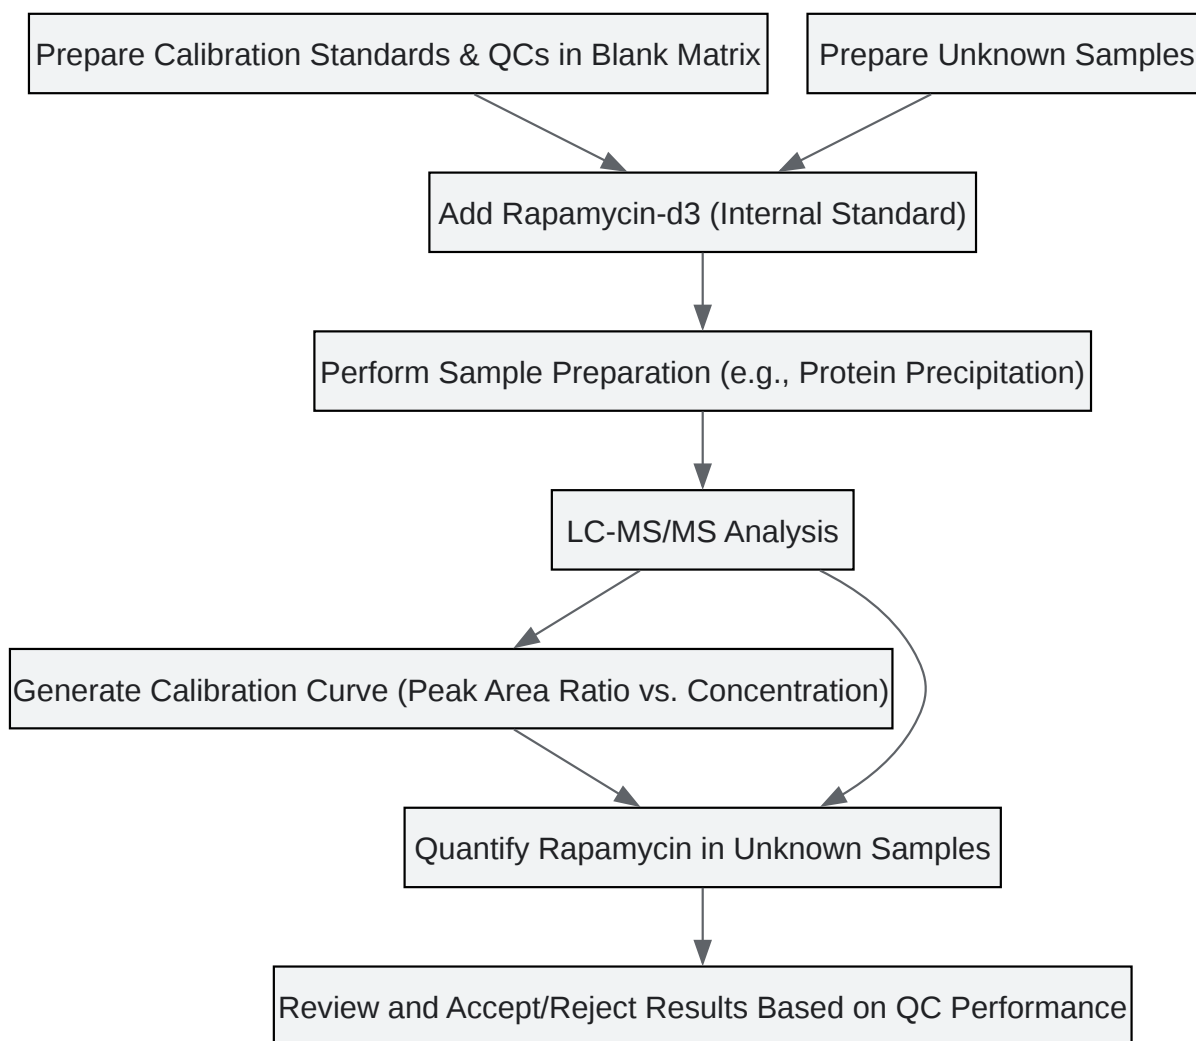 Prepare Calibration Standards & QCs in Blank Matrix
Prepare Unknown Samples
Add Rapamycin-d3 (Internal Standard)
Perform Sample Preparation (e.g., Protein Precipitation)
LC-MS/MS Analysis
Generate Calibration Curve (Peak Area Ratio vs. Concentration)
Quantify Rapamycin in Unknown Samples
Review and Accept/Reject Results Based on QC Performance